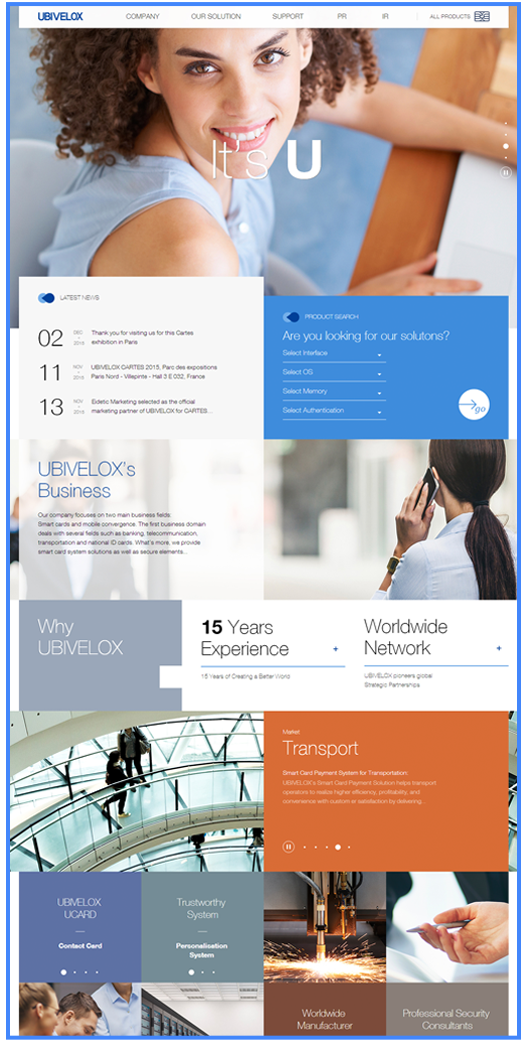 UBIVELOX
COMPANY
OUR SOLUTION
SUPPORT
PR
IR
ALL PRODUCTS
It's U
LATEST NEWS
02
DEC
2015
Thank you for visiting us for this Cartes
exhibition in Paris
11
NOV
2015
UBIVELOX CARTES 2015, Parc des expositions
Paris Nord - Villepinte - Hall 3 E 032, France
13
NOV
2015
Eidetic Marketing selected as the official
marketing partner of UBIVELOX for CARTES...
PRODUCT SEARCH
Are you looking for our solutons?
Select Interface
Select OS
Select Memory
Select Authentication
go
UBIVELOX's
Business
Our company focuses on two main business fields:
Smart cards and mobile convergence. The first business domain
deals with several fields such as banking, telecommunication,
transportation and national ID cards. What's more, we provide
smart card system solutions as well as secure elements...
Why
UBIVELOX
15 Years
Experience
+
15 Years of Creating a Better World
Worldwide
Network
+
UBIVELOX pioneers global
Strategic Partnerships
Market
Transport
Smart Card Payment System for Transportation:
UBIVELOX's Smart Card Payment Solution helps transport
operators to realize higher efficiency, profitability, and
convenience with custom er satisfaction by delivering...
UBIVELOX
UCARD
Contact Card
Trustworthy
System
Personalisation
System
Worldwide
Manufacturer
Professional Security
Consultants